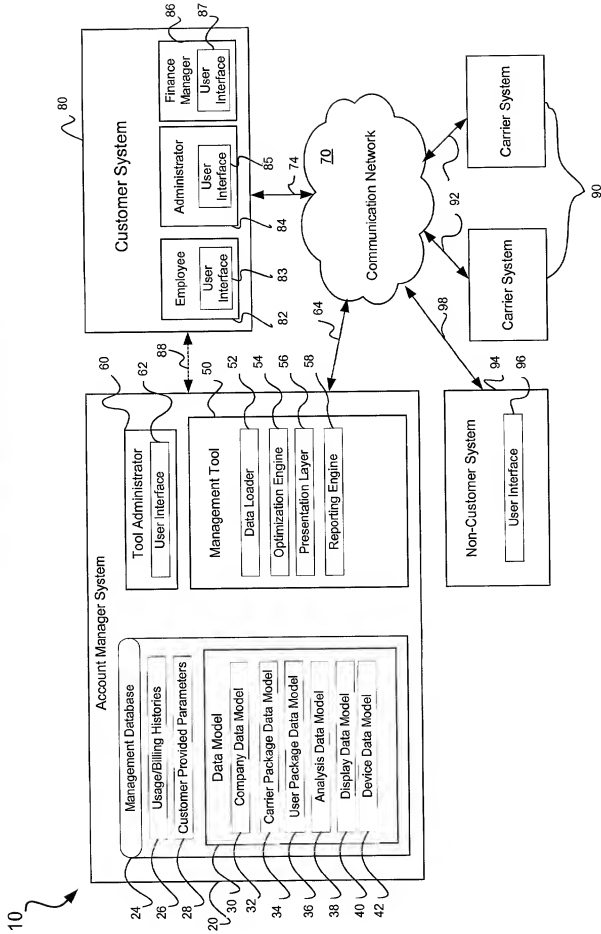 10
Account Manager System
Management Database
Usage/Billing Histories
Customer Provided Parameters
Data Model
Company Data Model
Carrier Package Data Model
User Package Data Model
Analysis Data Model
Display Data Model
Device Data Model
24
26
28
20
30
32
34
36
38
40
42
Tool Administrator
User Interface
Management Tool
Data Loader
Optimization Engine
Presentation Layer
Reporting Engine
60
62
50
52
54
56
58
88
64
80
Customer System
Employee
User
Interface
Administrator
User
Interface
Finance
Manager
User
Interface
82
83
84
85
86
87
74
70
Communication Network
98
92
92
Non-Customer System
User Interface
94
96
Carrier System
Carrier System
90